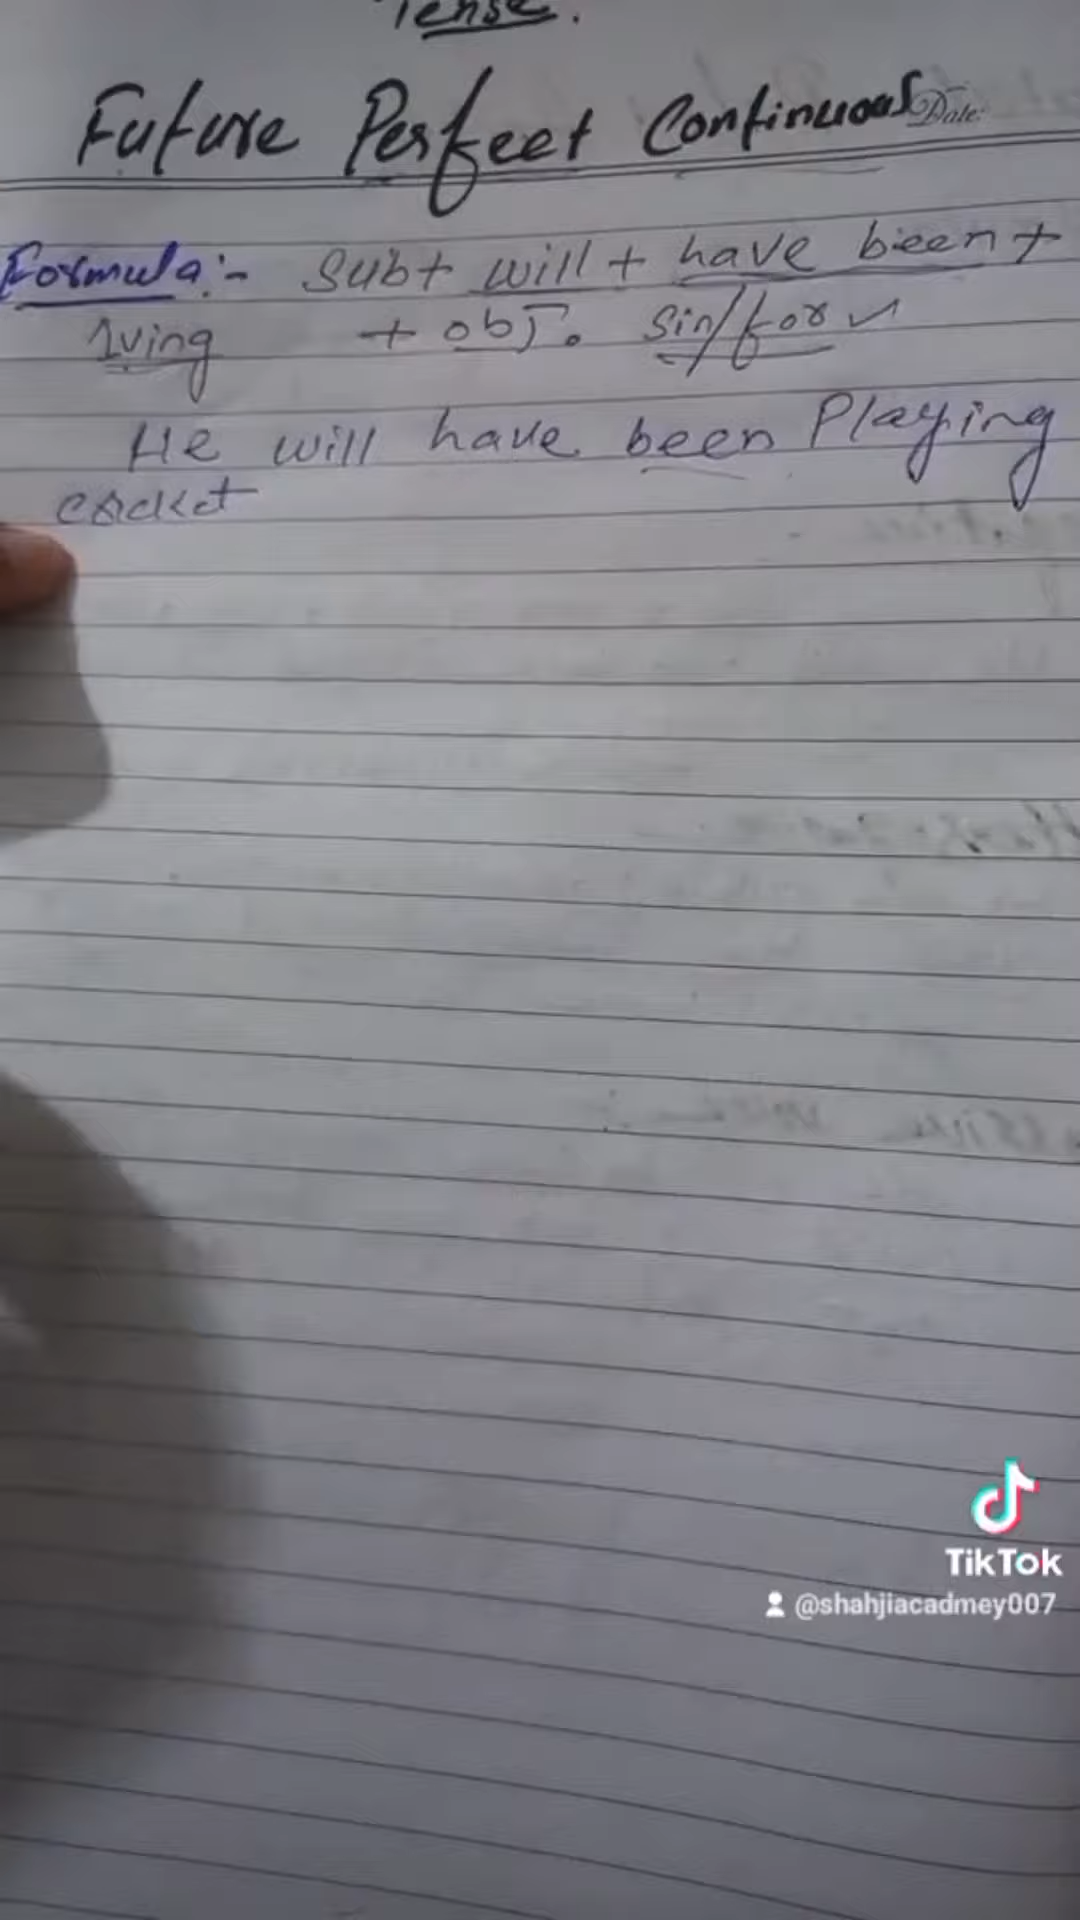 Tense.
Future Perfect Continuous Date:
Formula:- Sub+ will + have been +
1ving + obj. Sin/for
He will have been Playing
cricket
TikTok
@shahjiacadmey007